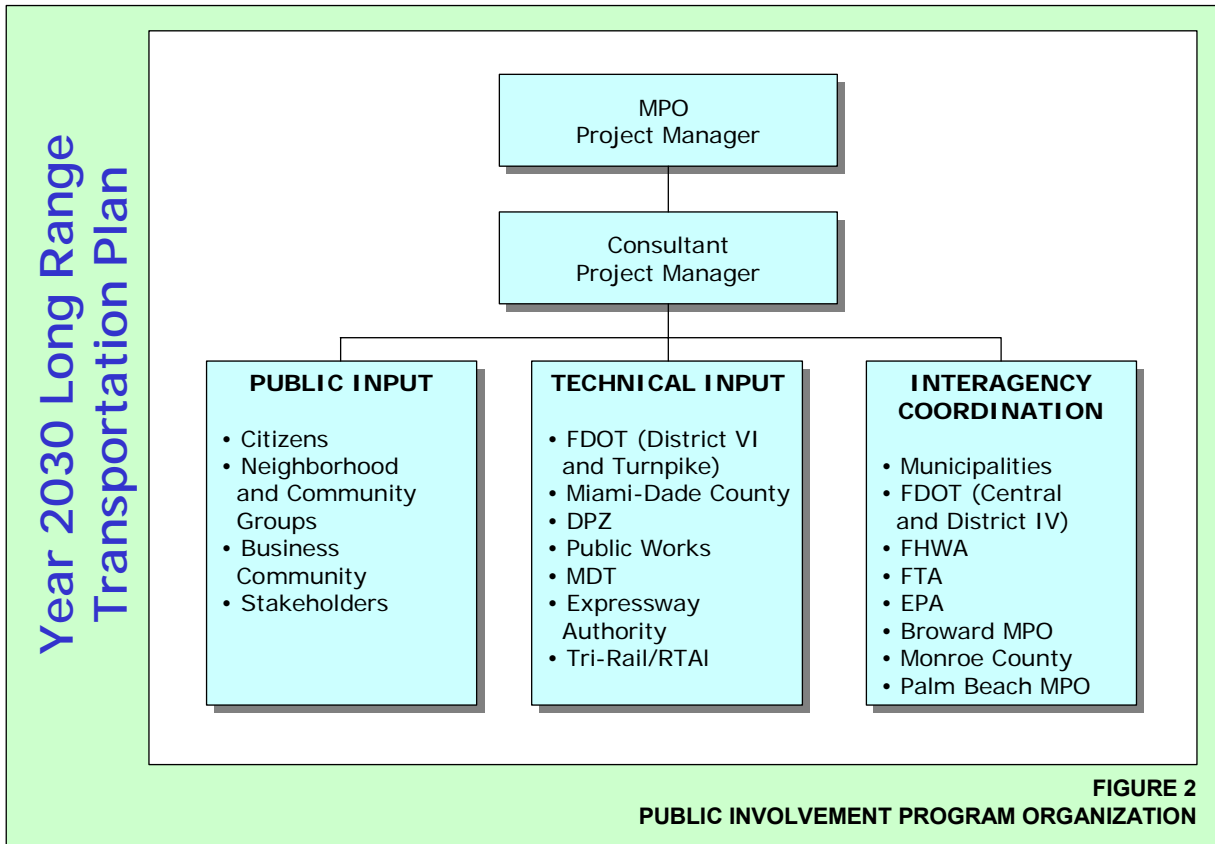 Year 2030 Long Range
Transportation Plan
MPO
Project Manager
Consultant
Project Manager
PUBLIC INPUT
• Citizens
• Neighborhood
and Community
Groups
• Business
Community
• Stakeholders
TECHNICAL INPUT
• FDOT (District VI
and Turnpike)
• Miami-Dade County
• DPZ
• Public Works
• MDT
• Expressway
Authority
• Tri-Rail/RTAI
INTERAGENCY
COORDINATION
• Municipalities
• FDOT (Central
and District IV)
• FHWA
• FTA
• EPA
• Broward MPO
• Monroe County
• Palm Beach MPO
FIGURE 2
PUBLIC INVOLVEMENT PROGRAM ORGANIZATION